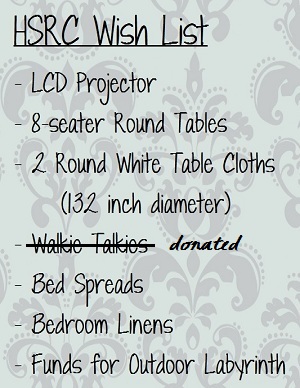 HSRC Wish List
- LCD Projector
- 8-seater Round Tables
- 2 Round White Table Cloths
(132 inch diameter)
- Walkie Talkies donated
- Bed Spreads
- Bedroom Linens
- Funds for Outdoor Labyrinth